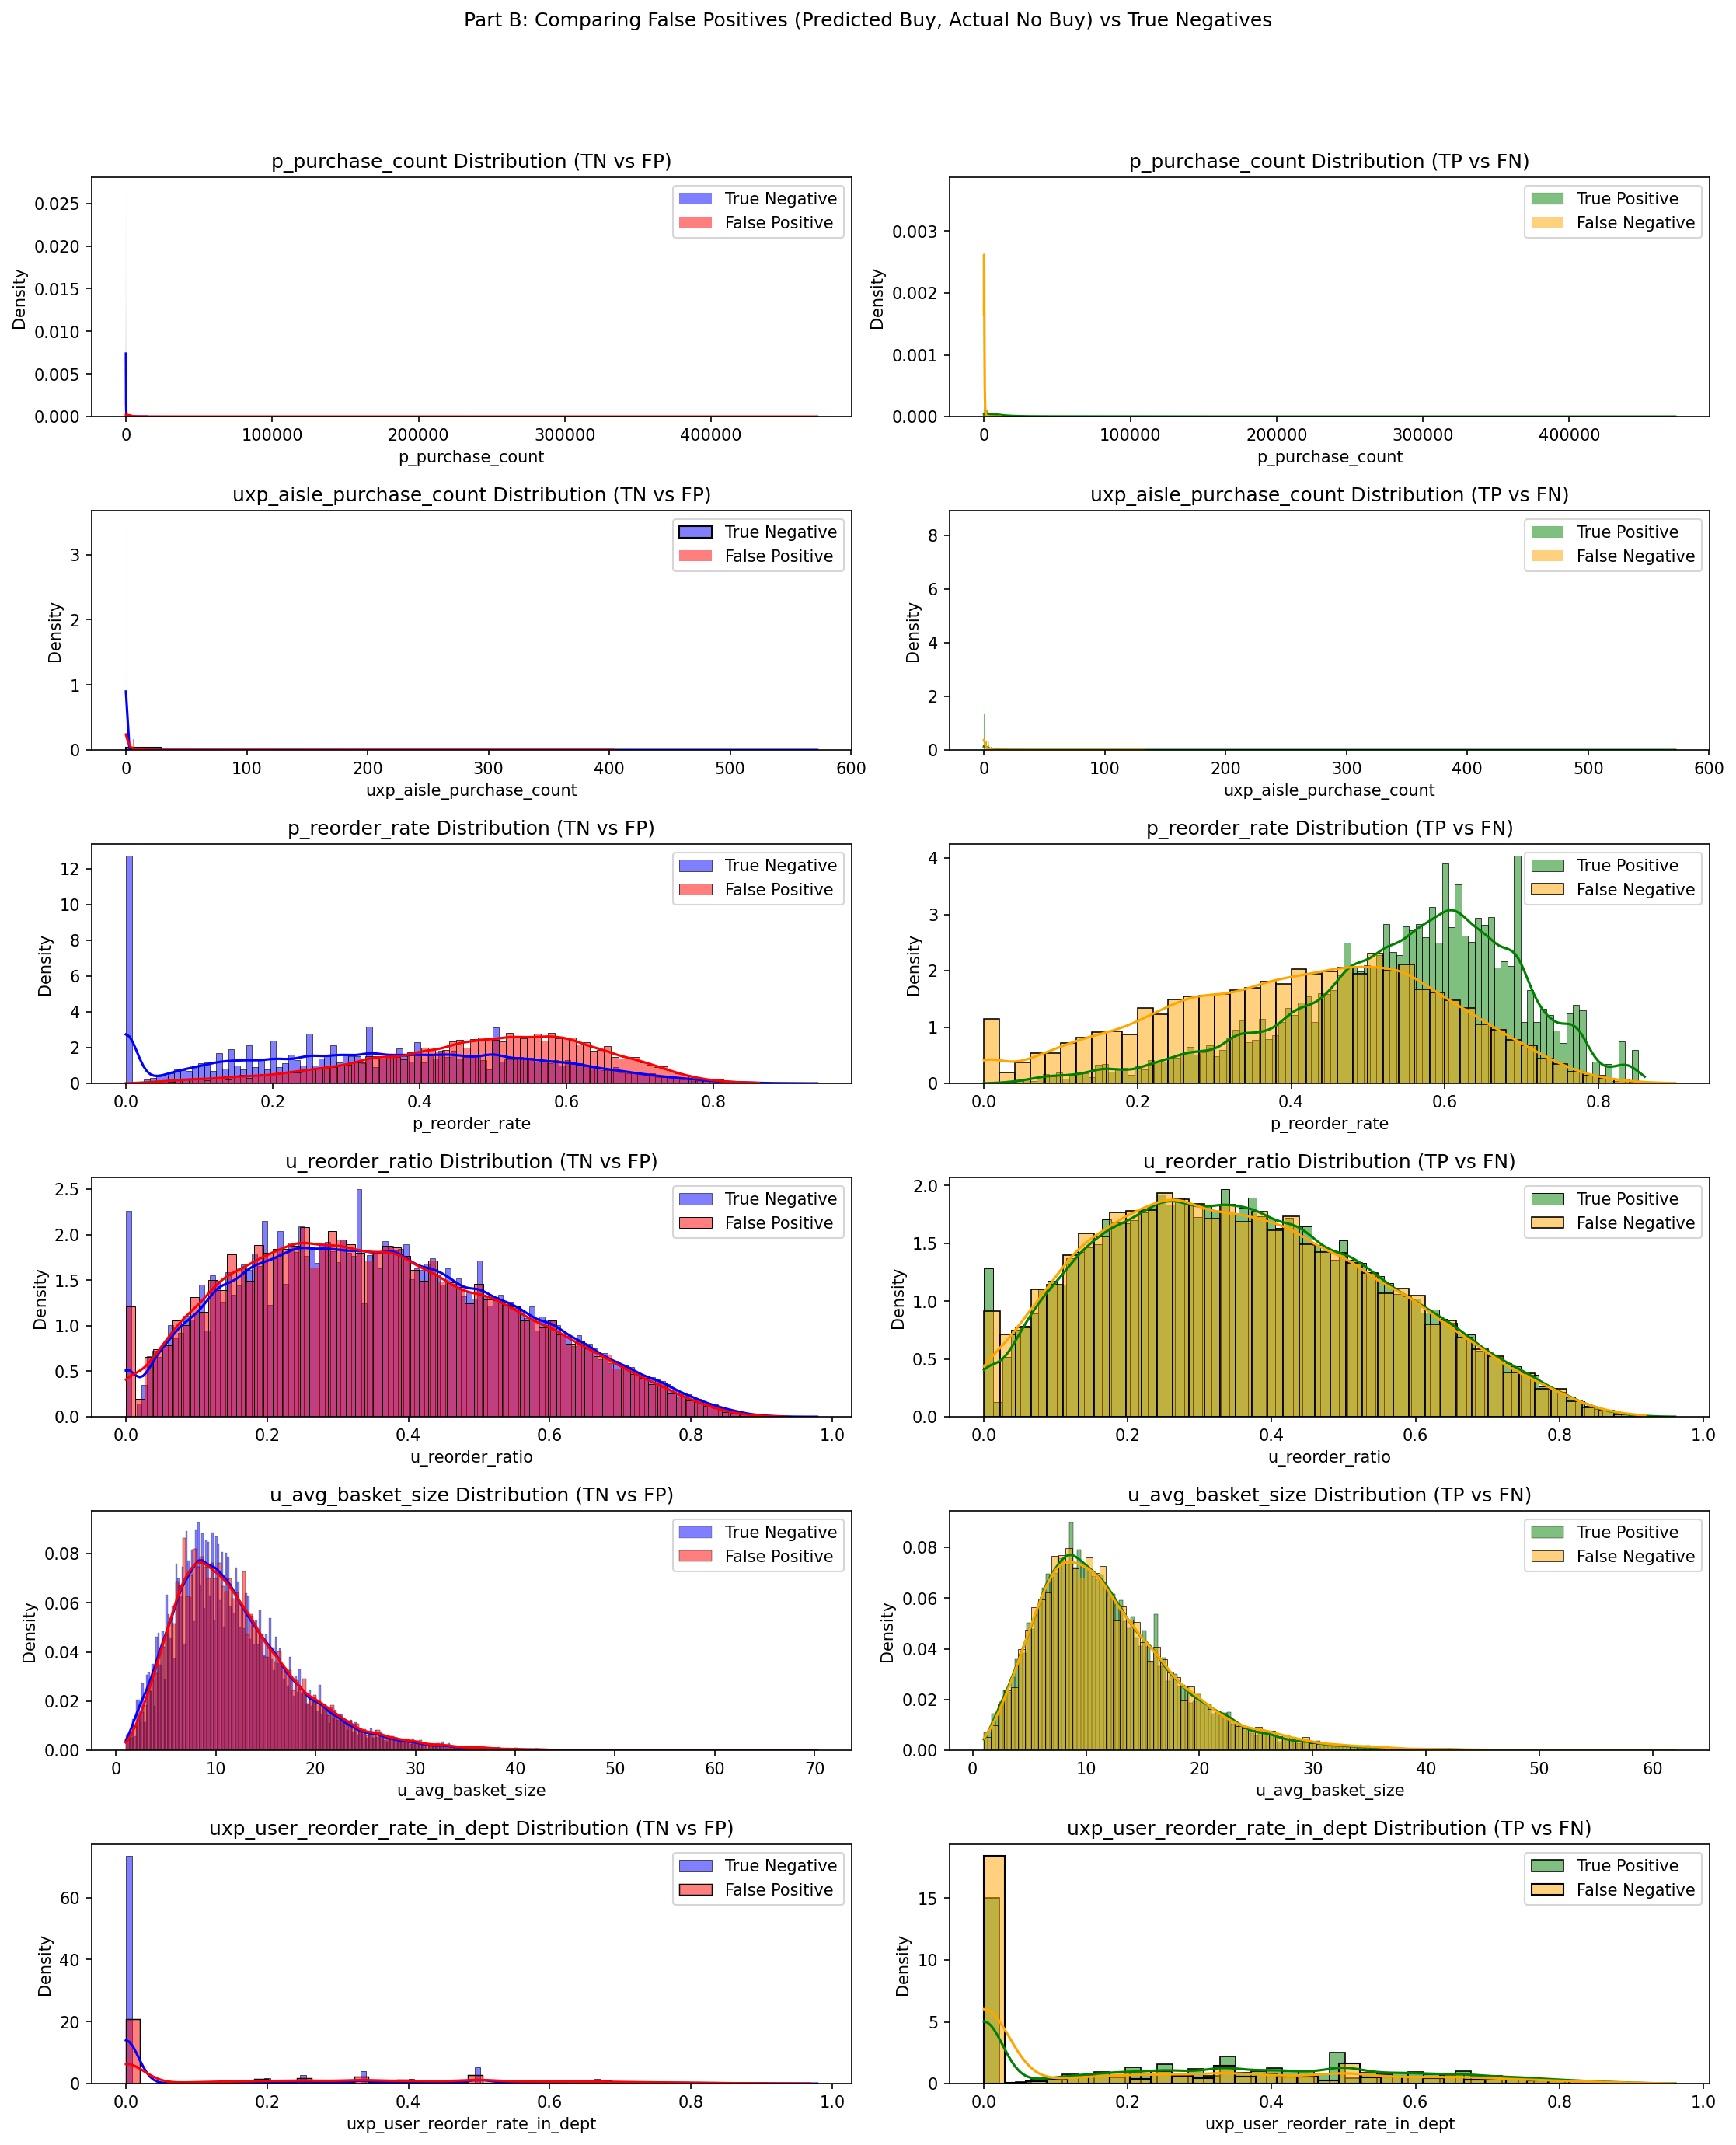 Part B: Comparing False Positives (Predicted Buy, Actual No Buy) vs True Negatives
p_purchase_count Distribution (TN vs FP)
True Negative
False Positive
Density
0.025
0.020
0.015
0.010
0.005
0.000
0 100000 200000 300000 400000
p_purchase_count
p_purchase_count Distribution (TP vs FN)
True Positive
False Negative
Density
0.003
0.002
0.001
0.000
0 100000 200000 300000 400000
p_purchase_count
uxp_aisle_purchase_count Distribution (TN vs FP)
True Negative
False Positive
Density
3
2
1
0
0 100 200 300 400 500 600
uxp_aisle_purchase_count
uxp_aisle_purchase_count Distribution (TP vs FN)
True Positive
False Negative
Density
8
6
4
2
0
0 100 200 300 400 500 600
uxp_aisle_purchase_count
p_reorder_rate Distribution (TN vs FP)
True Negative
False Positive
Density
12
10
8
6
4
2
0
0.0 0.2 0.4 0.6 0.8
p_reorder_rate
p_reorder_rate Distribution (TP vs FN)
True Positive
False Negative
Density
4
3
2
1
0
0.0 0.2 0.4 0.6 0.8
p_reorder_rate
u_reorder_ratio Distribution (TN vs FP)
True Negative
False Positive
Density
2.5
2.0
1.5
1.0
0.5
0.0
0.0 0.2 0.4 0.6 0.8 1.0
u_reorder_ratio
u_reorder_ratio Distribution (TP vs FN)
True Positive
False Negative
Density
2.0
1.5
1.0
0.5
0.0
0.0 0.2 0.4 0.6 0.8 1.0
u_reorder_ratio
u_avg_basket_size Distribution (TN vs FP)
True Negative
False Positive
Density
0.08
0.06
0.04
0.02
0.00
0 10 20 30 40 50 60 70
u_avg_basket_size
u_avg_basket_size Distribution (TP vs FN)
True Positive
False Negative
Density
0.08
0.06
0.04
0.02
0.00
0 10 20 30 40 50 60
u_avg_basket_size
uxp_user_reorder_rate_in_dept Distribution (TN vs FP)
True Negative
False Positive
Density
60
40
20
0
0.0 0.2 0.4 0.6 0.8 1.0
uxp_user_reorder_rate_in_dept
uxp_user_reorder_rate_in_dept Distribution (TP vs FN)
True Positive
False Negative
Density
15
10
5
0
0.0 0.2 0.4 0.6 0.8 1.0
uxp_user_reorder_rate_in_dept